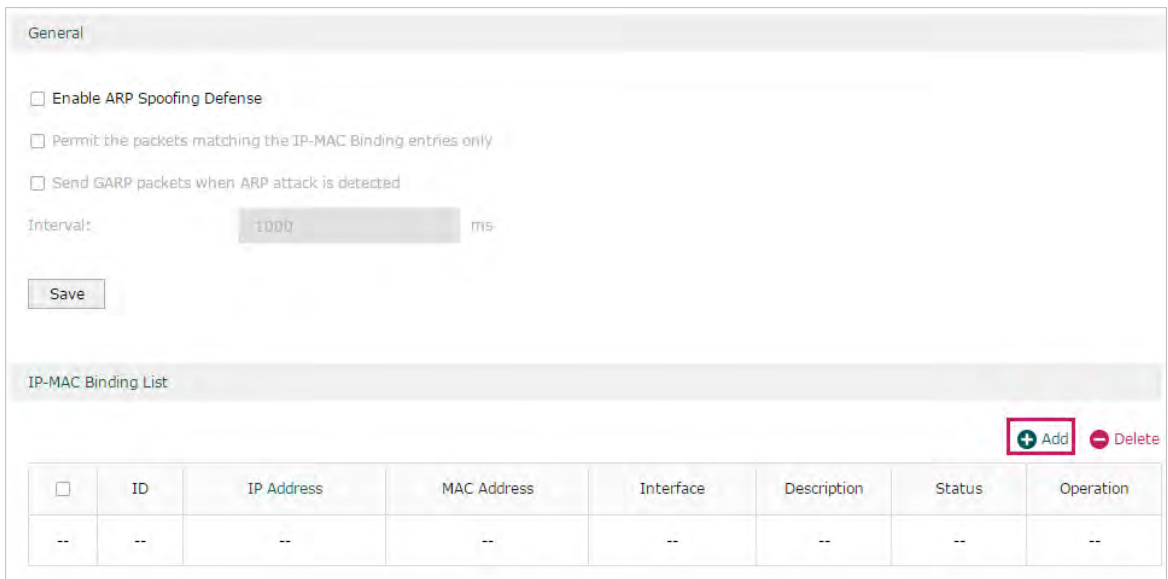 General
Enable ARP Spoofing Defense
Permit the packets matching the IP-MAC Binding entries only
Send GARP packets when ARP attack is detected
Interval: 1000 ms
Save
IP-MAC Binding List
Add Delete
ID IP Address MAC Address Interface Description Status Operation
-- -- -- -- -- -- -- --